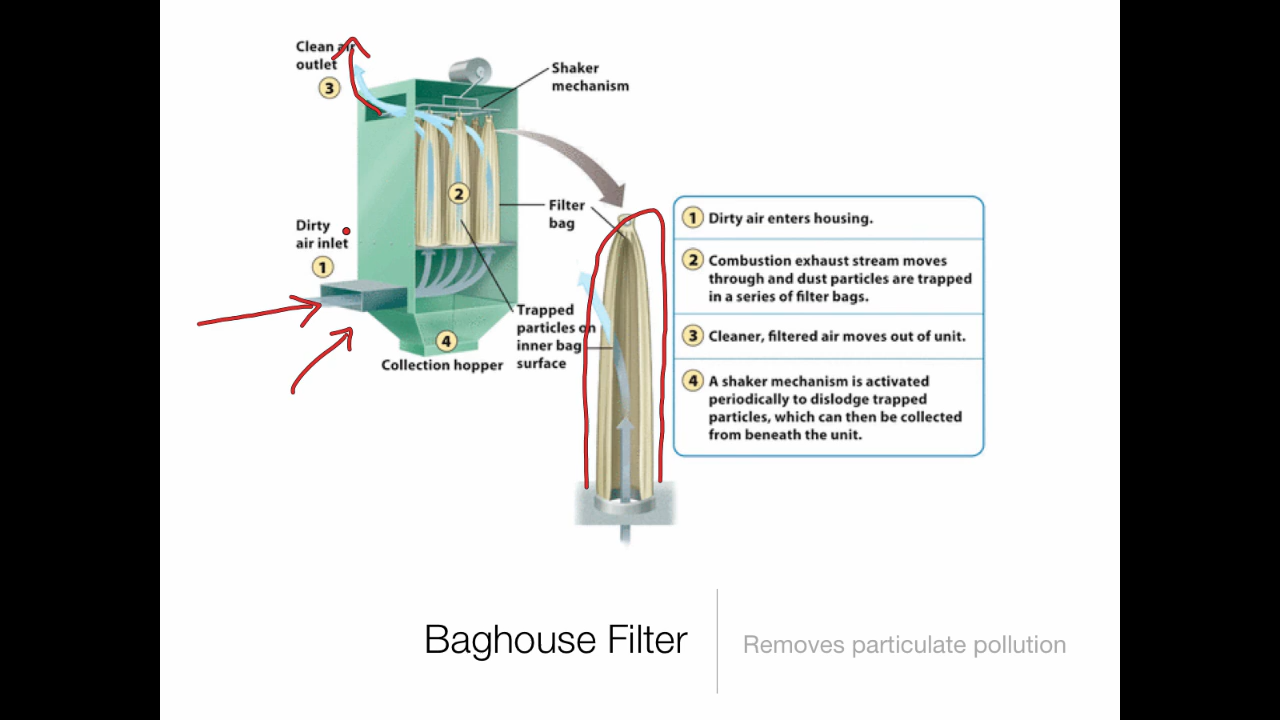 Clean air
outlet
3
Shaker
mechanism
2
Filter
bag
Dirty
air inlet
1
Trapped
particles on
inner bag
surface
4
Collection hopper
1 Dirty air enters housing.
2 Combustion exhaust stream moves
through and dust particles are trapped
in a series of filter bags.
3 Cleaner, filtered air moves out of unit.
4 A shaker mechanism is activated
periodically to dislodge trapped
particles, which can then be collected
from beneath the unit.
Baghouse Filter
Removes particulate pollution